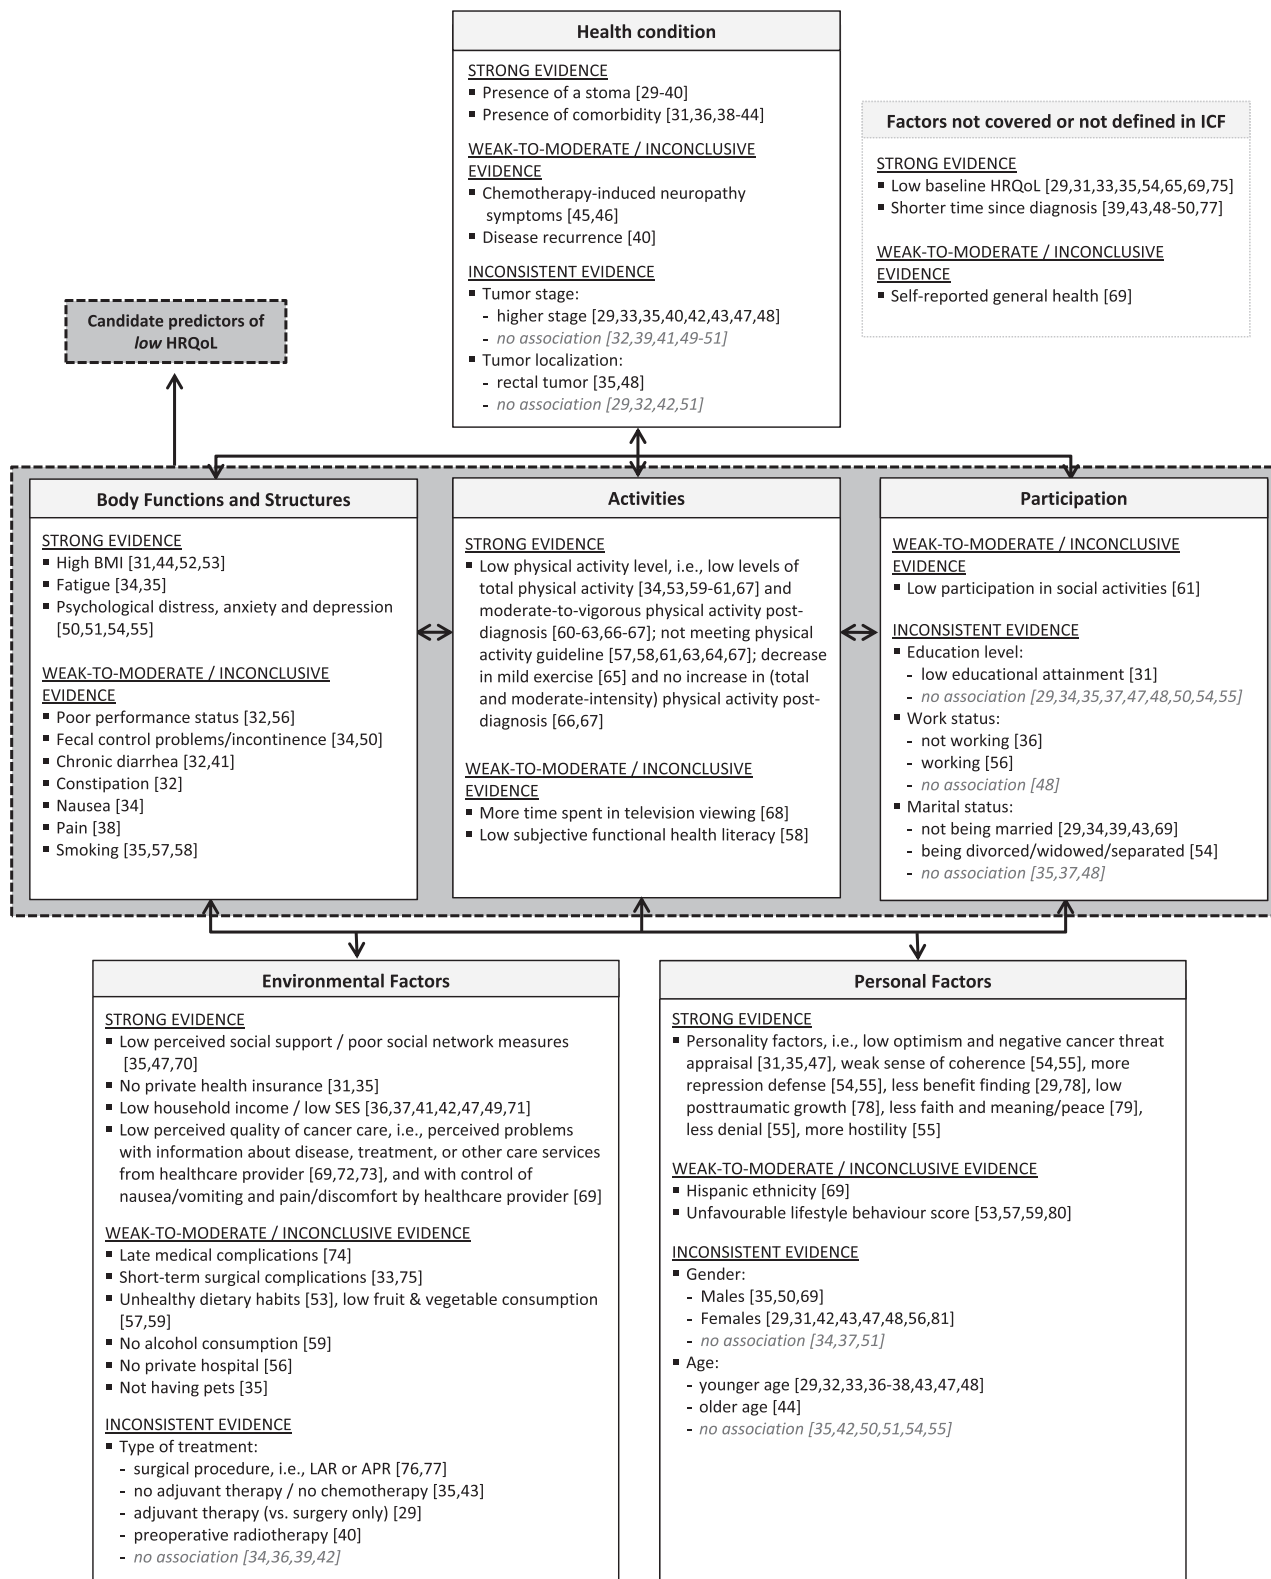 Health condition
STRONG EVIDENCE
▪ Presence of a stoma [29-40]
▪ Presence of comorbidity [31,36,38-44]
WEAK-TO-MODERATE / INCONCLUSIVE
EVIDENCE
▪ Chemotherapy-induced neuropathy
symptoms [45,46]
▪ Disease recurrence [40]
INCONSISTENT EVIDENCE
▪ Tumor stage:
- higher stage [29,33,35,40,42,43,47,48]
- no association [32,39,41,49-51]
▪ Tumor localization:
- rectal tumor [35,48]
- no association [29,32,42,51]
Factors not covered or not defined in ICF
STRONG EVIDENCE
▪ Low baseline HRQoL [29,31,33,35,54,65,69,75]
▪ Shorter time since diagnosis [39,43,48-50,77]
WEAK-TO-MODERATE / INCONCLUSIVE
EVIDENCE
▪ Self-reported general health [69]
Candidate predictors of
low HRQoL
Body Functions and Structures
STRONG EVIDENCE
▪ High BMI [31,44,52,53]
▪ Fatigue [34,35]
▪ Psychological distress, anxiety and depression
[50,51,54,55]
WEAK-TO-MODERATE / INCONCLUSIVE
EVIDENCE
▪ Poor performance status [32,56]
▪ Fecal control problems/incontinence [34,50]
▪ Chronic diarrhea [32,41]
▪ Constipation [32]
▪ Nausea [34]
▪ Pain [38]
▪ Smoking [35,57,58]
Activities
STRONG EVIDENCE
▪ Low physical activity level, i.e., low levels of
total physical activity [34,53,59-61,67] and
moderate-to-vigorous physical activity post-
diagnosis [60-63,66-67]; not meeting physical
activity guideline [57,58,61,63,64,67]; decrease
in mild exercise [65] and no increase in (total
and moderate-intensity) physical activity post-
diagnosis [66,67]
WEAK-TO-MODERATE / INCONCLUSIVE
EVIDENCE
▪ More time spent in television viewing [68]
▪ Low subjective functional health literacy [58]
Participation
WEAK-TO-MODERATE / INCONCLUSIVE
EVIDENCE
▪ Low participation in social activities [61]
INCONSISTENT EVIDENCE
▪ Education level:
- low educational attainment [31]
- no association [29,34,35,37,47,48,50,54,55]
▪ Work status:
- not working [36]
- working [56]
- no association [48]
▪ Marital status:
- not being married [29,34,39,43,69]
- being divorced/widowed/separated [54]
- no association [35,37,48]
Environmental Factors
STRONG EVIDENCE
▪ Low perceived social support / poor social network measures
[35,47,70]
▪ No private health insurance [31,35]
▪ Low household income / low SES [36,37,41,42,47,49,71]
▪ Low perceived quality of cancer care, i.e., perceived problems
with information about disease, treatment, or other care services
from healthcare provider [69,72,73], and with control of
nausea/vomiting and pain/discomfort by healthcare provider [69]
WEAK-TO-MODERATE / INCONCLUSIVE EVIDENCE
▪ Late medical complications [74]
▪ Short-term surgical complications [33,75]
▪ Unhealthy dietary habits [53], low fruit & vegetable consumption
[57,59]
▪ No alcohol consumption [59]
▪ No private hospital [56]
▪ Not having pets [35]
INCONSISTENT EVIDENCE
▪ Type of treatment:
- surgical procedure, i.e., LAR or APR [76,77]
- no adjuvant therapy / no chemotherapy [35,43]
- adjuvant therapy (vs. surgery only) [29]
- preoperative radiotherapy [40]
- no association [34,36,39,42]
Personal Factors
STRONG EVIDENCE
▪ Personality factors, i.e., low optimism and negative cancer threat
appraisal [31,35,47], weak sense of coherence [54,55], more
repression defense [54,55], less benefit finding [29,78], low
posttraumatic growth [78], less faith and meaning/peace [79],
less denial [55], more hostility [55]
WEAK-TO-MODERATE / INCONCLUSIVE EVIDENCE
▪ Hispanic ethnicity [69]
▪ Unfavourable lifestyle behaviour score [53,57,59,80]
INCONSISTENT EVIDENCE
▪ Gender:
- Males [35,50,69]
- Females [29,31,42,43,47,48,56,81]
- no association [34,37,51]
▪ Age:
- younger age [29,32,33,36-38,43,47,48]
- older age [44]
- no association [35,42,50,51,54,55]